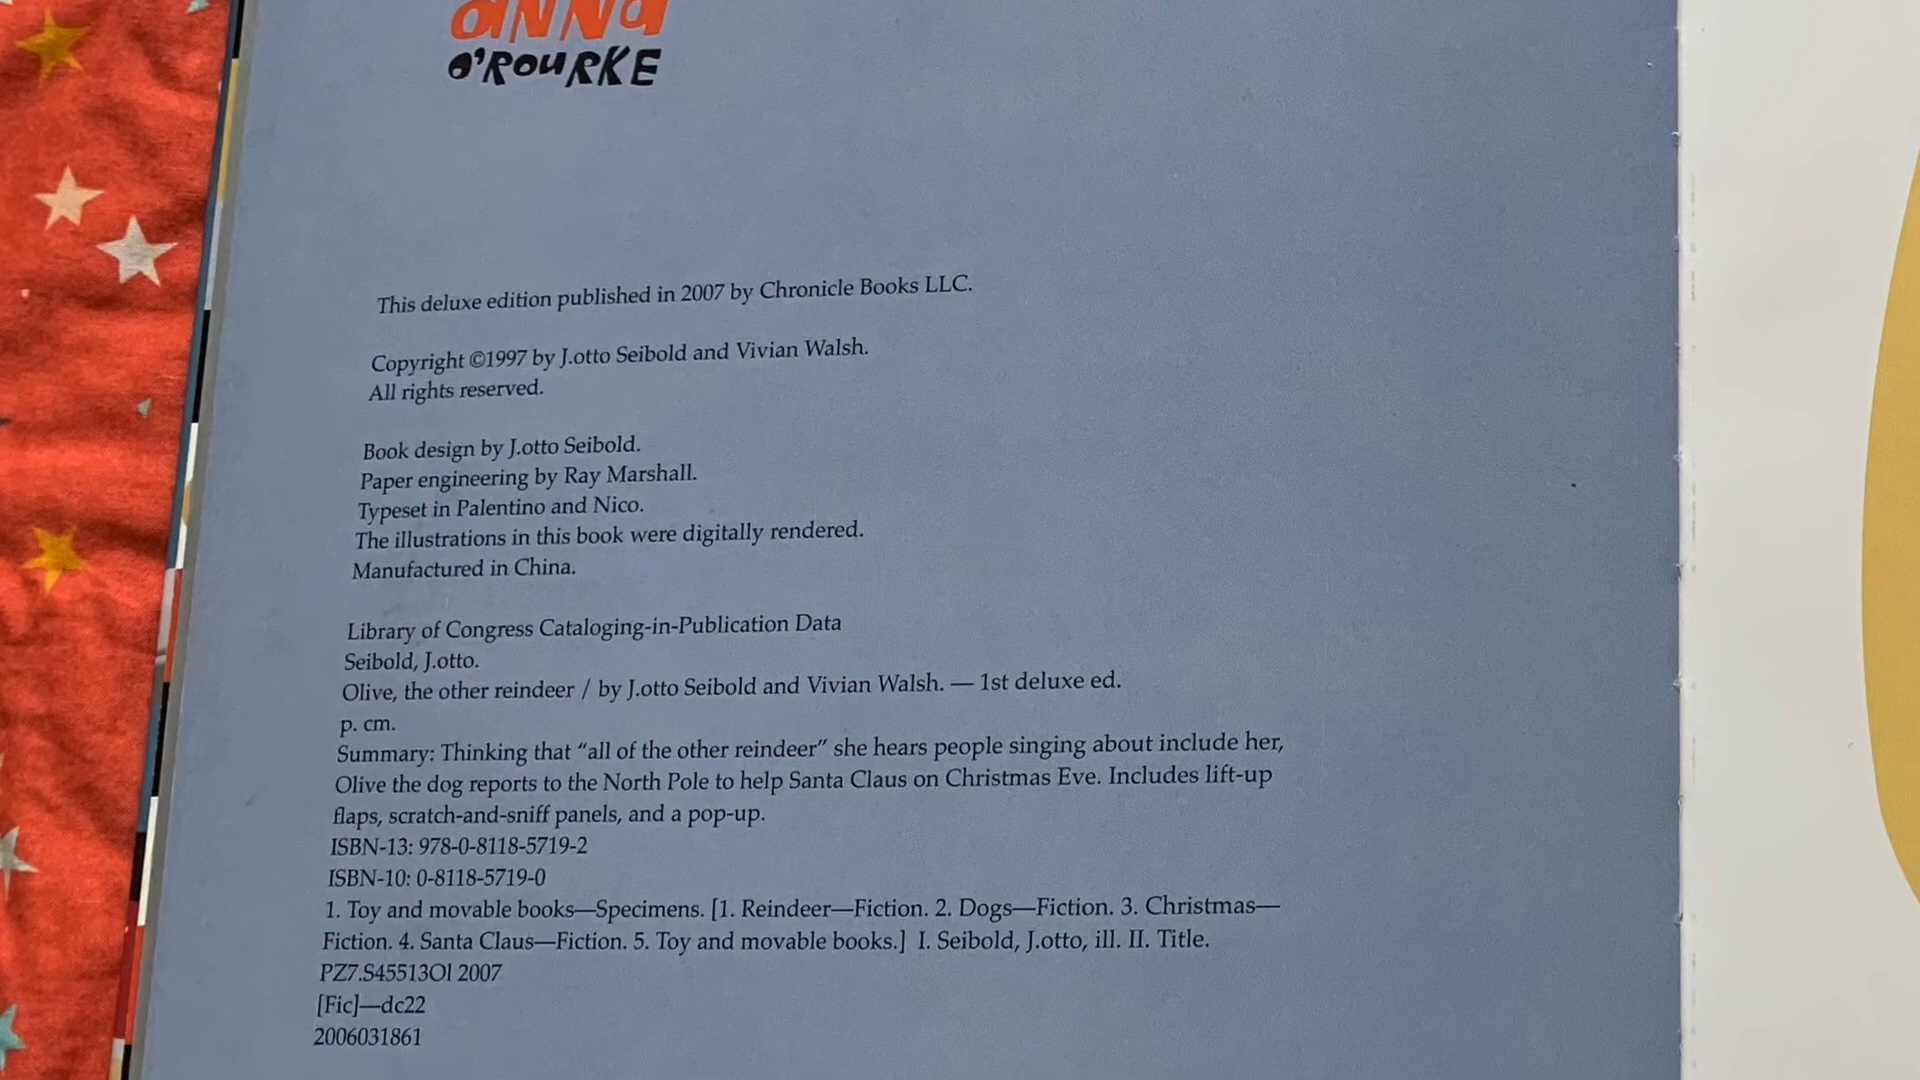 anna
O'ROURKE
This deluxe edition published in 2007 by Chronicle Books LLC.
Copyright ©1997 by J.otto Seibold and Vivian Walsh.
All rights reserved.
Book design by J.otto Seibold.
Paper engineering by Ray Marshall.
Typeset in Palentino and Nico.
The illustrations in this book were digitally rendered.
Manufactured in China.
Library of Congress Cataloging-in-Publication Data
Seibold, J.otto.
Olive, the other reindeer / by J.otto Seibold and Vivian Walsh. — 1st deluxe ed.
p. cm.
Summary: Thinking that “all of the other reindeer” she hears people singing about include her,
Olive the dog reports to the North Pole to help Santa Claus on Christmas Eve. Includes lift-up
flaps, scratch-and-sniff panels, and a pop-up.
ISBN-13: 978-0-8118-5719-2
ISBN-10: 0-8118-5719-0
1. Toy and movable books—Specimens. [1. Reindeer—Fiction. 2. Dogs—Fiction. 3. Christmas—
Fiction. 4. Santa Claus—Fiction. 5. Toy and movable books.] I. Seibold, J.otto, ill. II. Title.
PZ7.S45513Ol 2007
[Fic]—dc22
2006031861